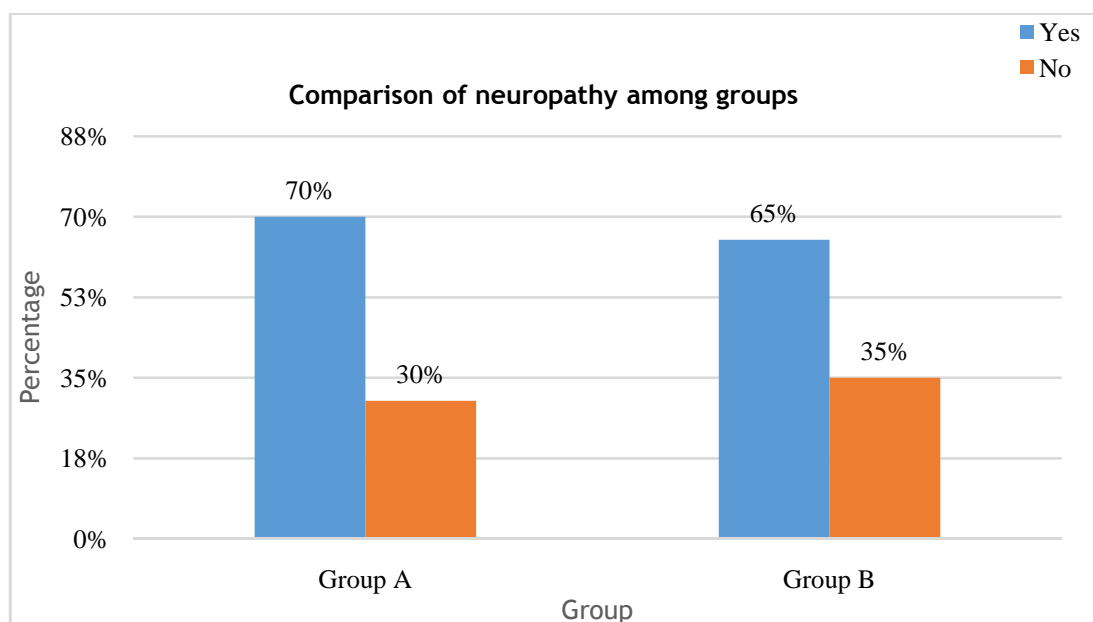 Yes
No
Comparison of neuropathy among groups
88%
70%
53%
35%
18%
0%
Percentage
70%
30%
65%
35%
Group A
Group B
Group